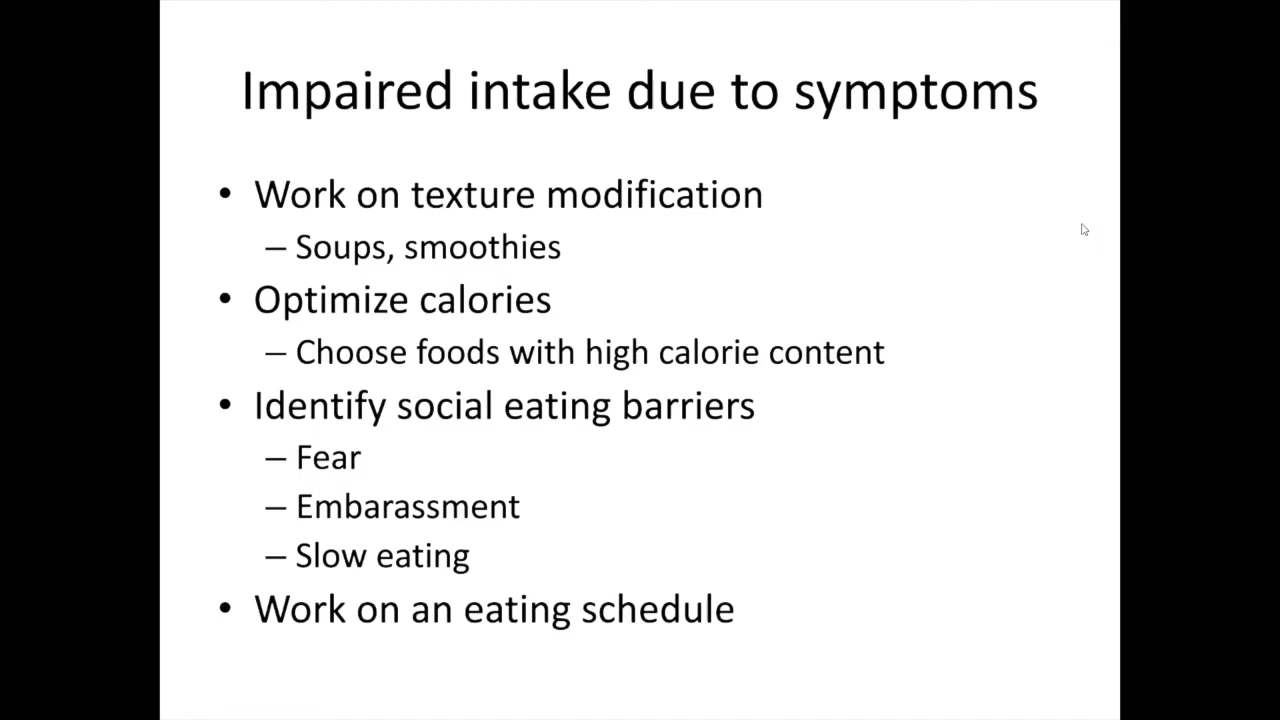 Impaired intake due to symptoms
• Work on texture modification
– Soups, smoothies
• Optimize calories
– Choose foods with high calorie content
• Identify social eating barriers
– Fear
– Embarassment
– Slow eating
• Work on an eating schedule